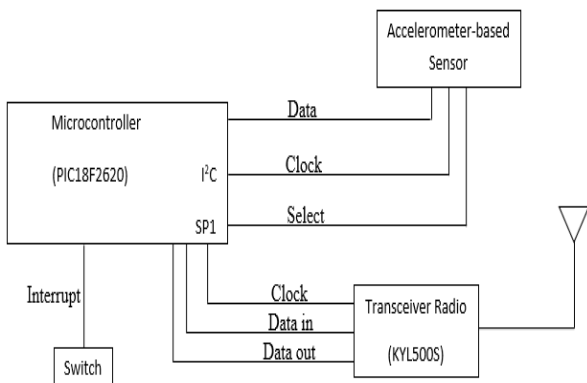 Accelerometer-based
Sensor
Microcontroller
(PIC18F2620)
I²C
SP1
Data
Clock
Select
Interrupt
Switch
Clock
Data in
Data out
Transceiver Radio
(KYL500S)